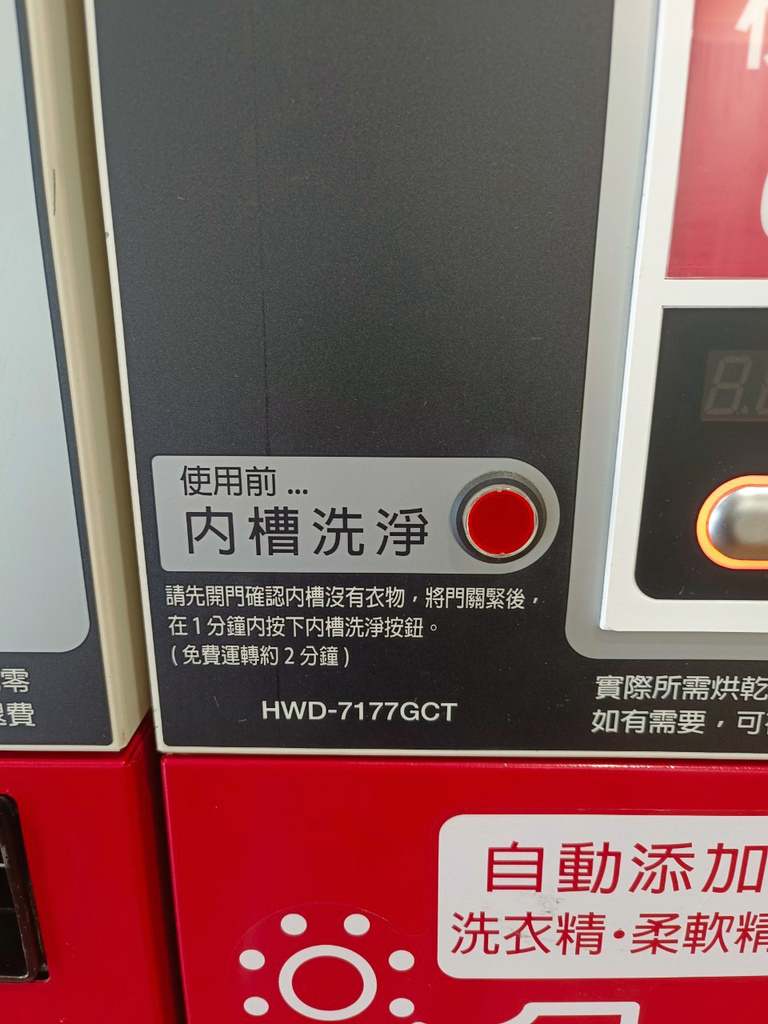 使用前...
内槽洗淨
請先開門確認内槽沒有衣物，將門關緊後，
在1分鐘内按下内槽洗淨按鈕。
(免費運轉約2分鐘)
HWD-7177GCT
零
費
實際所需烘乾
如有需要，可
自動添加
洗衣精·柔軟精